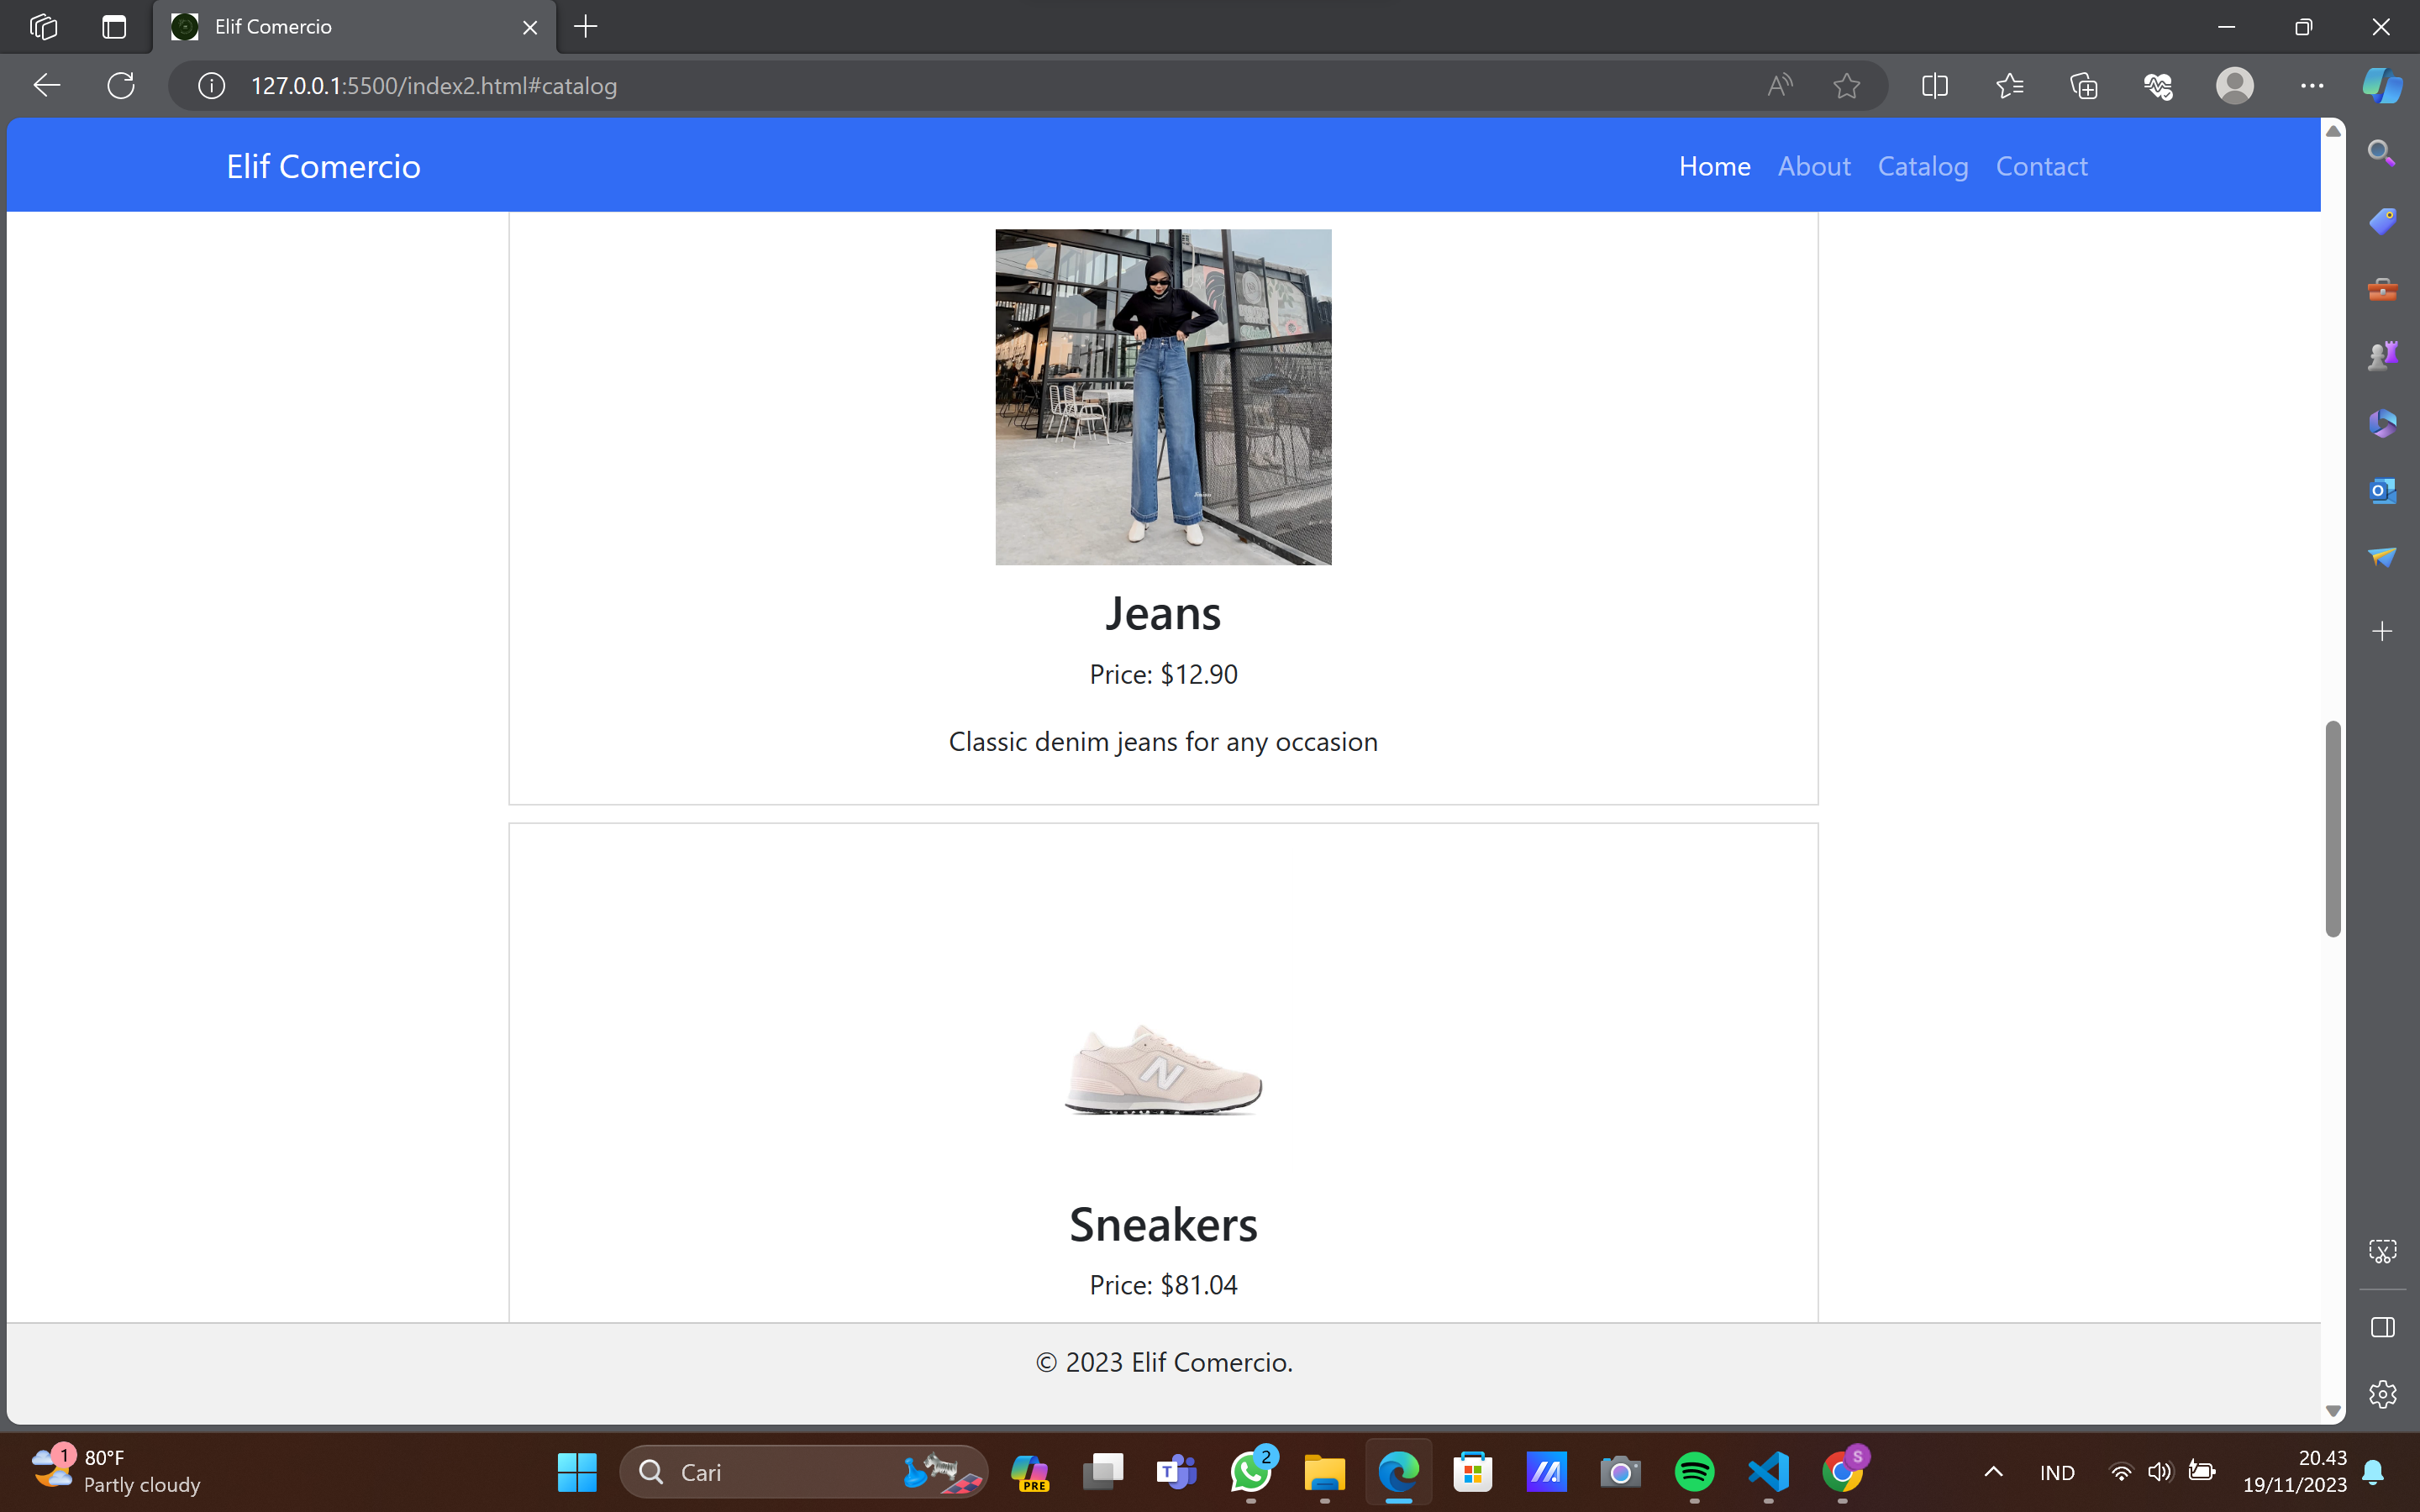 Elif Comercio
127.0.0.1:5500/index2.html#catalog
Elif Comercio
Home About Catalog Contact
Jeans
Price: $12.90
Classic denim jeans for any occasion
N
Sneakers
Price: $81.04
© 2023 Elif Comercio.
1
80°F
Partly cloudy
Cari
PRE
T
2
S
IND
20.43
19/11/2023